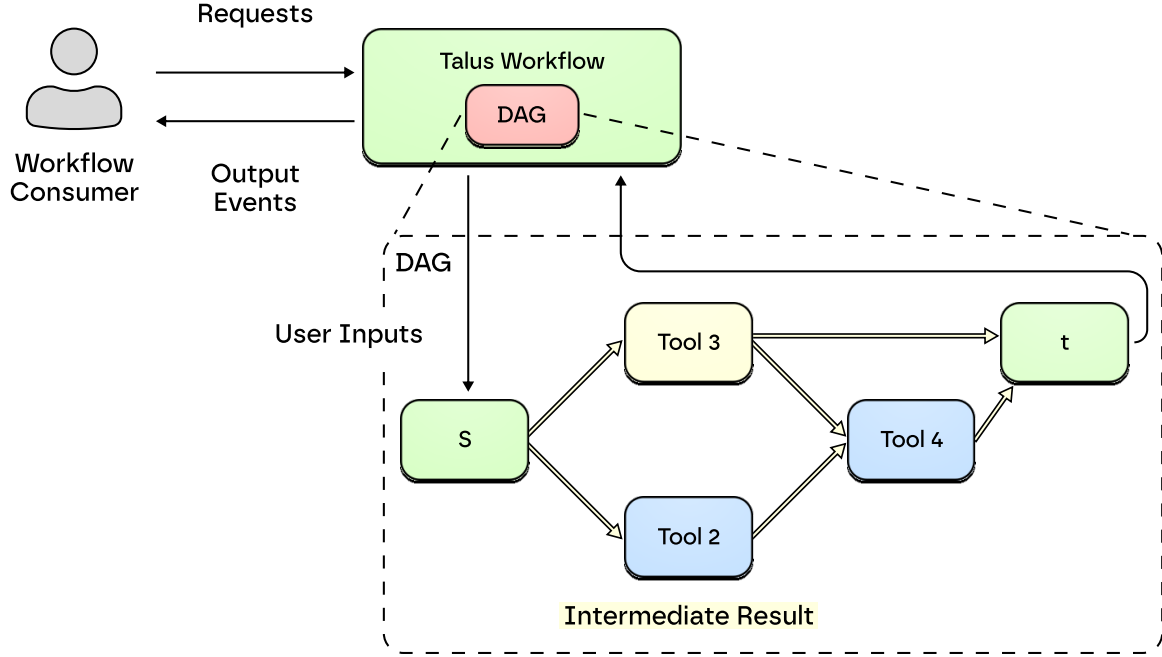 Requests
Talus Workflow
DAG
Workflow
Consumer
Output
Events
DAG
User Inputs
Tool 3
t
S
Tool 4
Tool 2
Intermediate Result